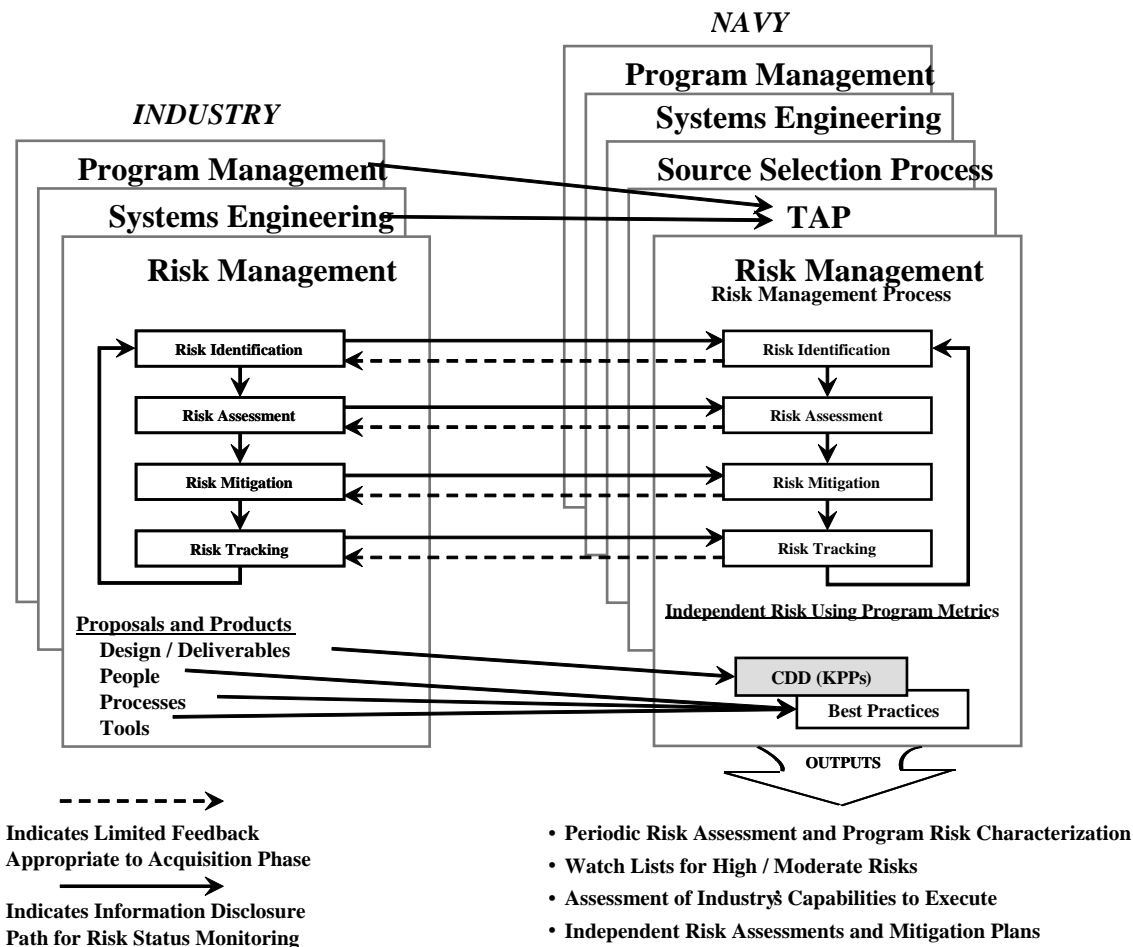 NAVY
Program Management
Systems Engineering
Source Selection Process
TAP
Risk Management
Risk Management Process
Risk Identification
Risk Assessment
Risk Mitigation
Risk Tracking
Independent Risk Using Program Metrics
CDD (KPPs)
Best Practices
OUTPUTS
INDUSTRY
Program Management
Systems Engineering
Risk Management
Risk Identification
Risk Assessment
Risk Mitigation
Risk Tracking
Proposals and Products
Design / Deliverables
People
Processes
Tools
Indicates Limited Feedback
Appropriate to Acquisition Phase
Indicates Information Disclosure
Path for Risk Status Monitoring
• Periodic Risk Assessment and Program Risk Characterization
• Watch Lists for High / Moderate Risks
• Assessment of Industry's Capabilities to Execute
• Independent Risk Assessments and Mitigation Plans